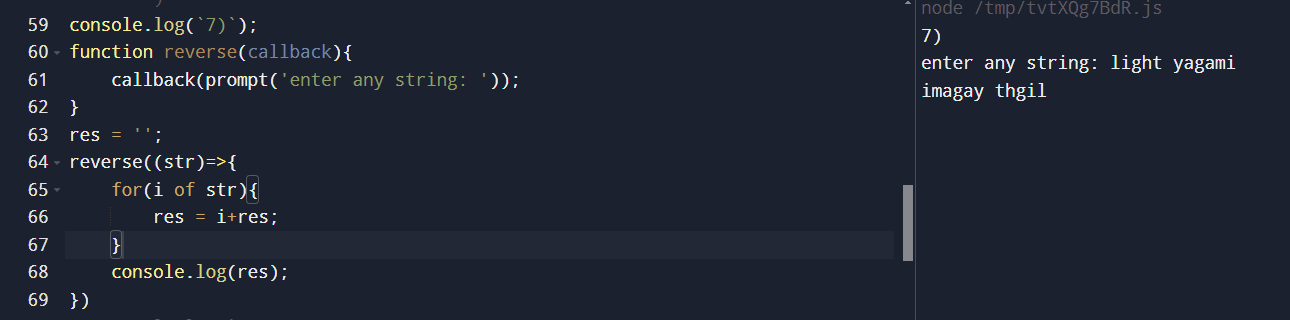 59 console.log(`7)`);
60 function reverse(callback){
61     callback(prompt('enter any string: '));
62 }
63 res = '';
64 reverse((str)=>{
65     for(i of str){
66         res = i+res;
67     }
68     console.log(res);
69 })
node /tmp/tvtXQg7BdR.js
7)
enter any string: light yagami
imagay thgil